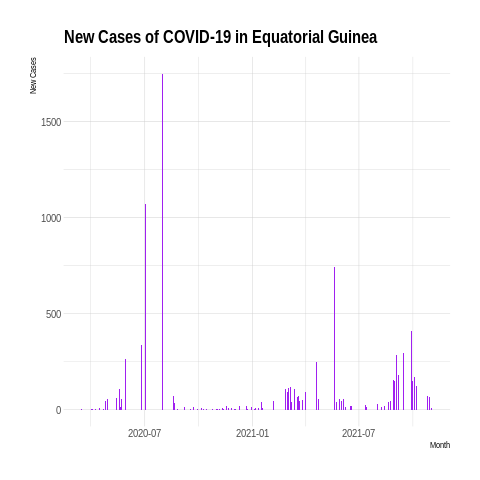 New Cases of COVID-19 in Equatorial Guinea
New Cases
1500
1000
500
0
2020-07
2021-01
2021-07
Month